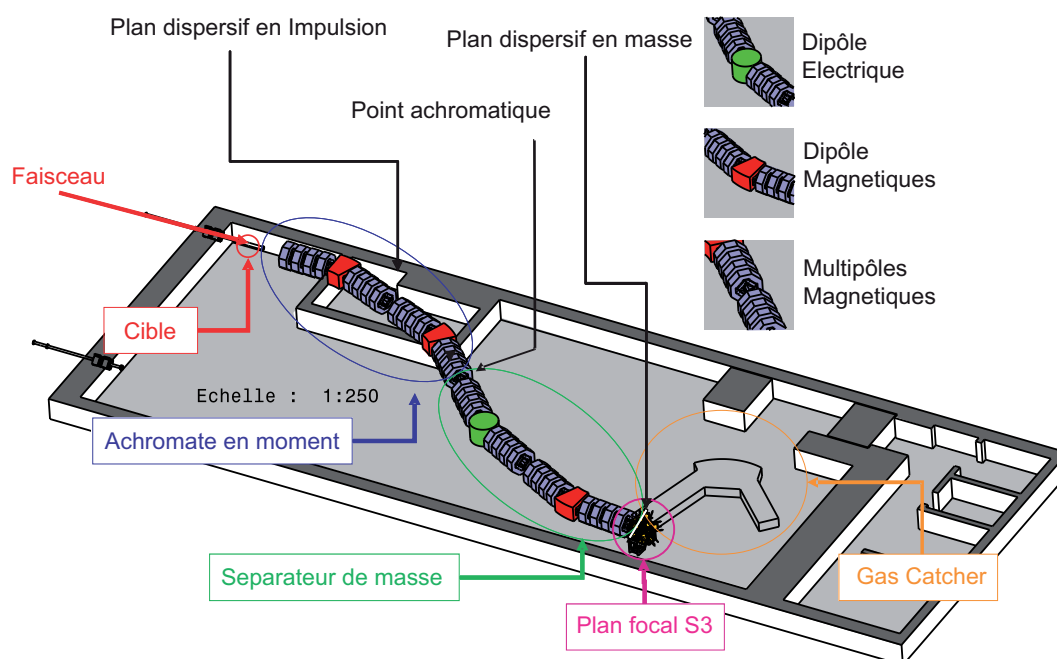 Plan dispersif en Impulsion
Plan dispersif en masse
Dipôle
Electrique
Point achromatique
Dipôle
Magnetiques
Faisceau
Multipôles
Magnetiques
Cible
Echelle : 1:250
Achromate en moment
Separateur de masse
Gas Catcher
Plan focal S3